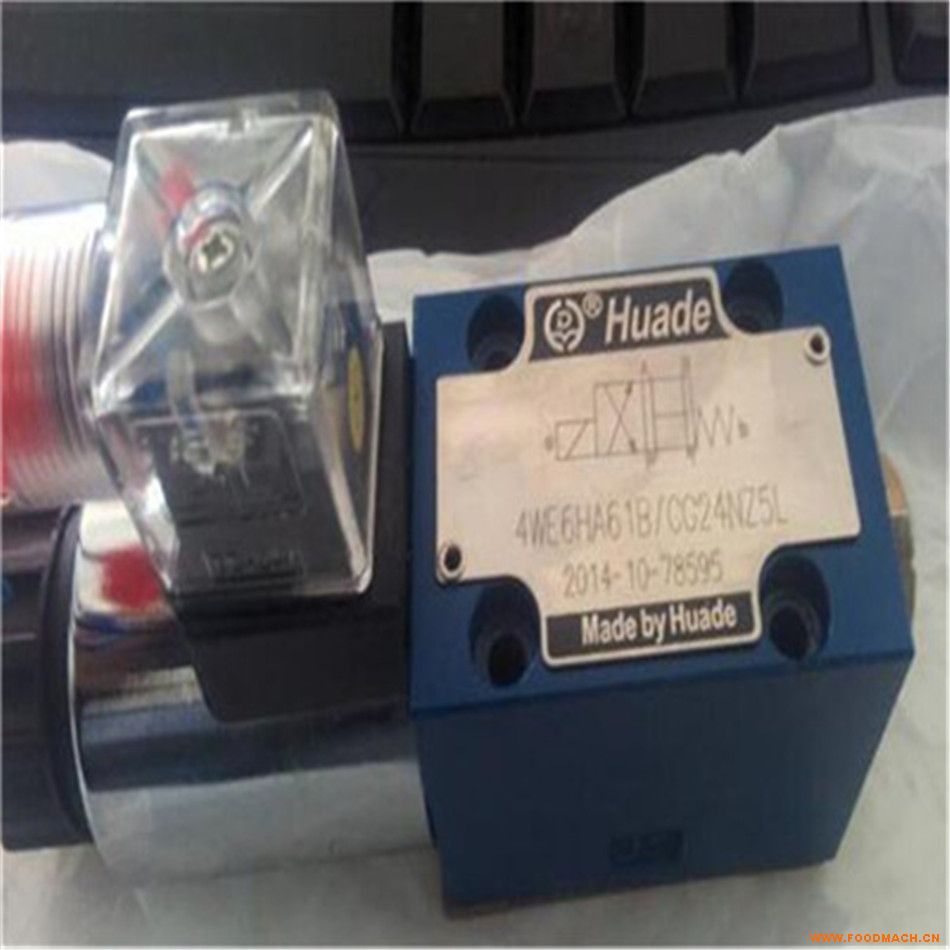 ® Huade
4WE6HA61B/CG24NZ5L
2014-10-78595
Made by Huade
WWW.FOODMACH.CN